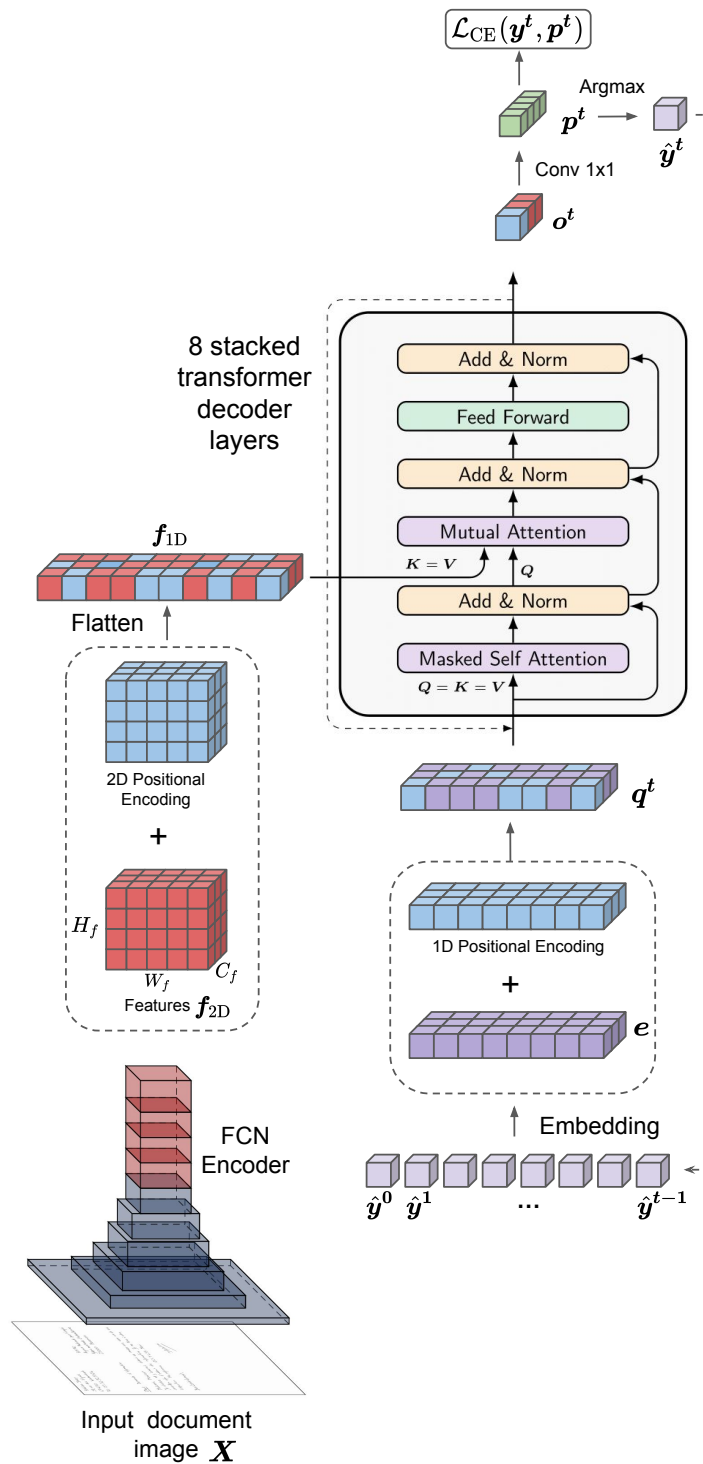 𝓛CE(yᵗ, pᵗ)
Argmax
pᵗ
ŷᵗ
Conv 1x1
oᵗ
8 stacked
transformer
decoder
layers
Add & Norm
Feed Forward
Add & Norm
Mutual Attention
K = V
Q
Add & Norm
Masked Self Attention
Q = K = V
f1D
Flatten
2D Positional
Encoding
+
Hf
Wf
Cf
Features f2D
FCN
Encoder
Input document
image X
qᵗ
1D Positional Encoding
+
e
Embedding
ŷ⁰ ŷ¹ ... ŷᵗ⁻¹